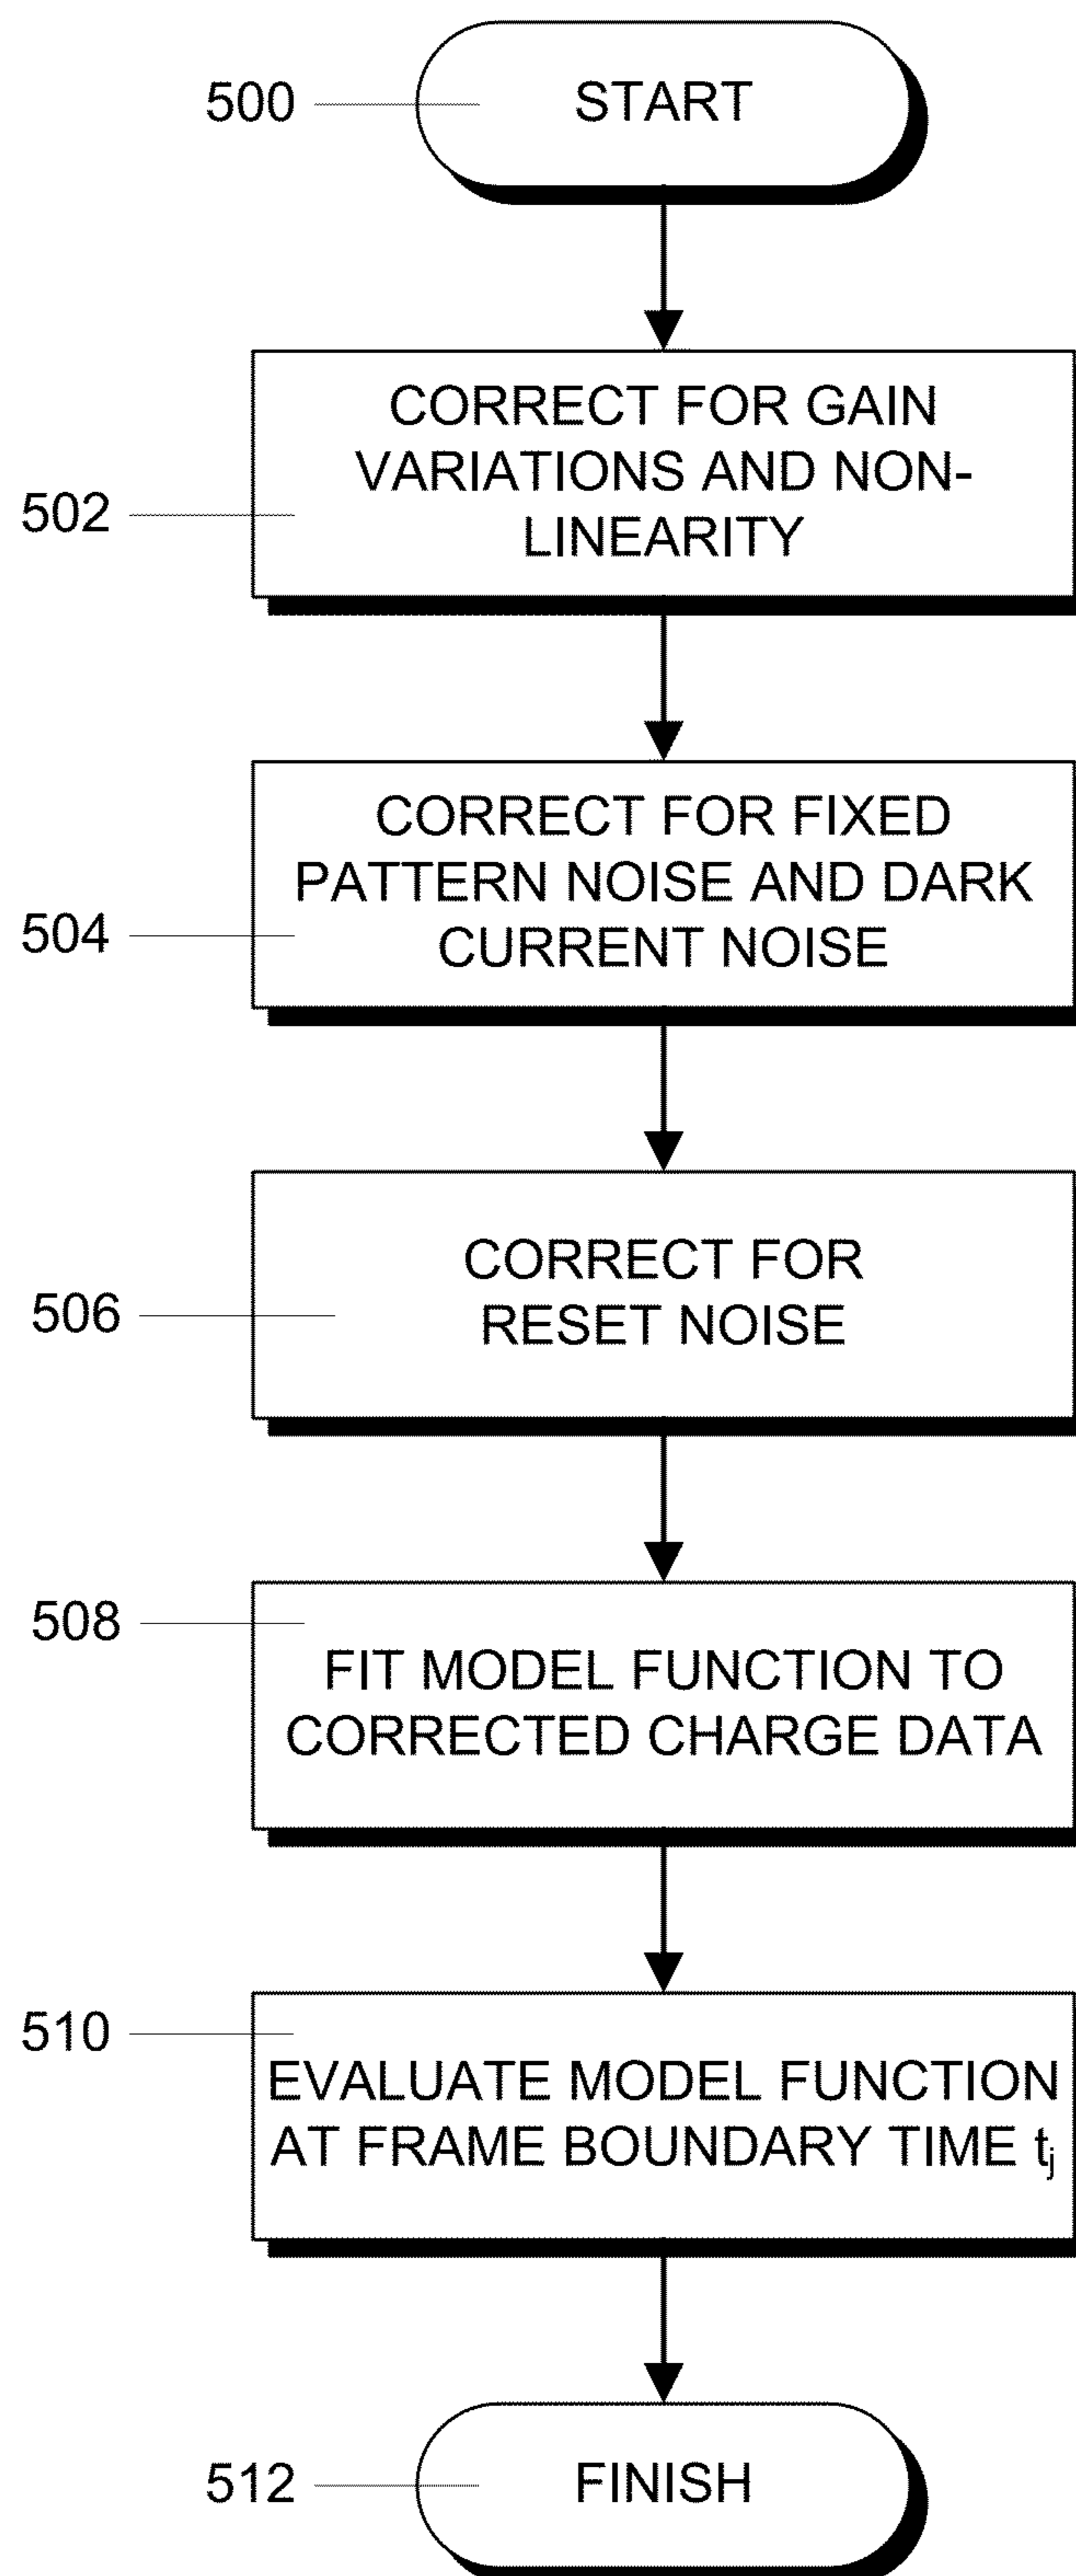 500
START
CORRECT FOR GAIN
VARIATIONS AND NON-
LINEARITY
502
CORRECT FOR FIXED
PATTERN NOISE AND DARK
CURRENT NOISE
504
CORRECT FOR
RESET NOISE
506
508
FIT MODEL FUNCTION TO
CORRECTED CHARGE DATA
510
EVALUATE MODEL FUNCTION
AT FRAME BOUNDARY TIME tj
512
FINISH